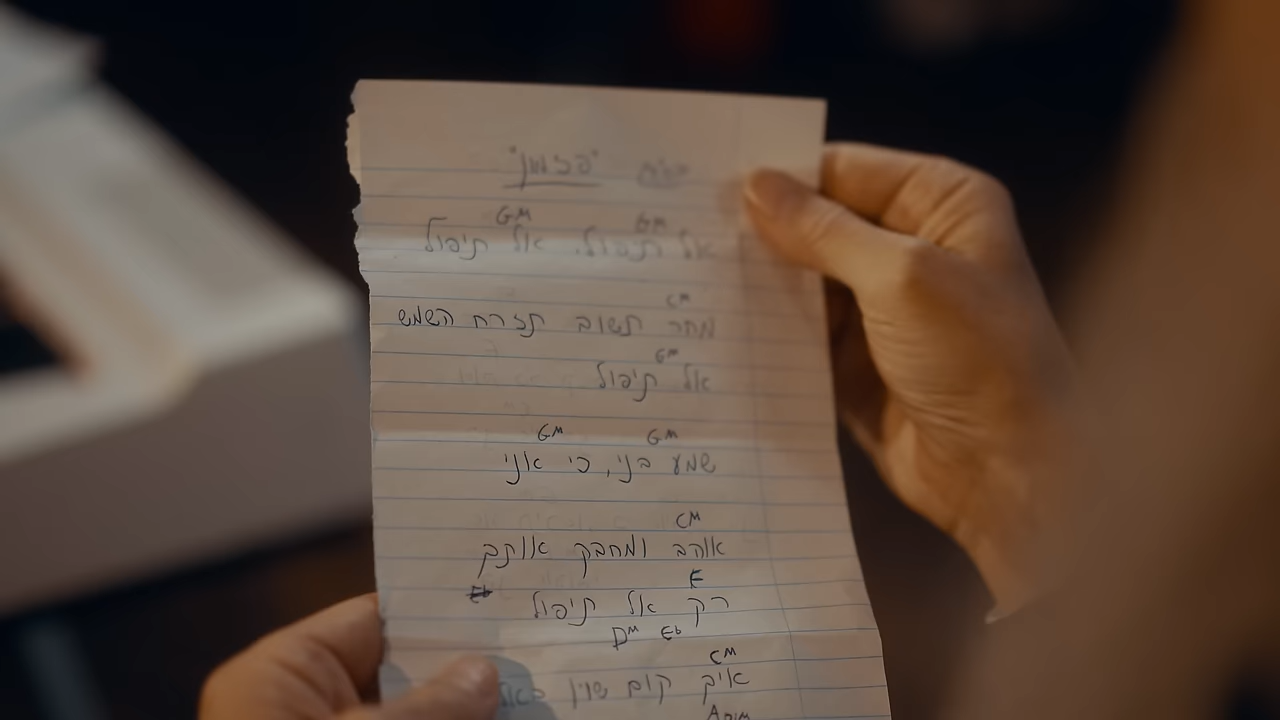 "פזמון"
GM GM
אל תיפול. אל תיפול
CM
מחר תשוב תזרח השמש
GM
אל תיפול
GM GM
שמע בני, כי אני
CM
אוהב ומחבק אותך
E
רק אל תיפול
Dm Eb
CM
איך קום שוין